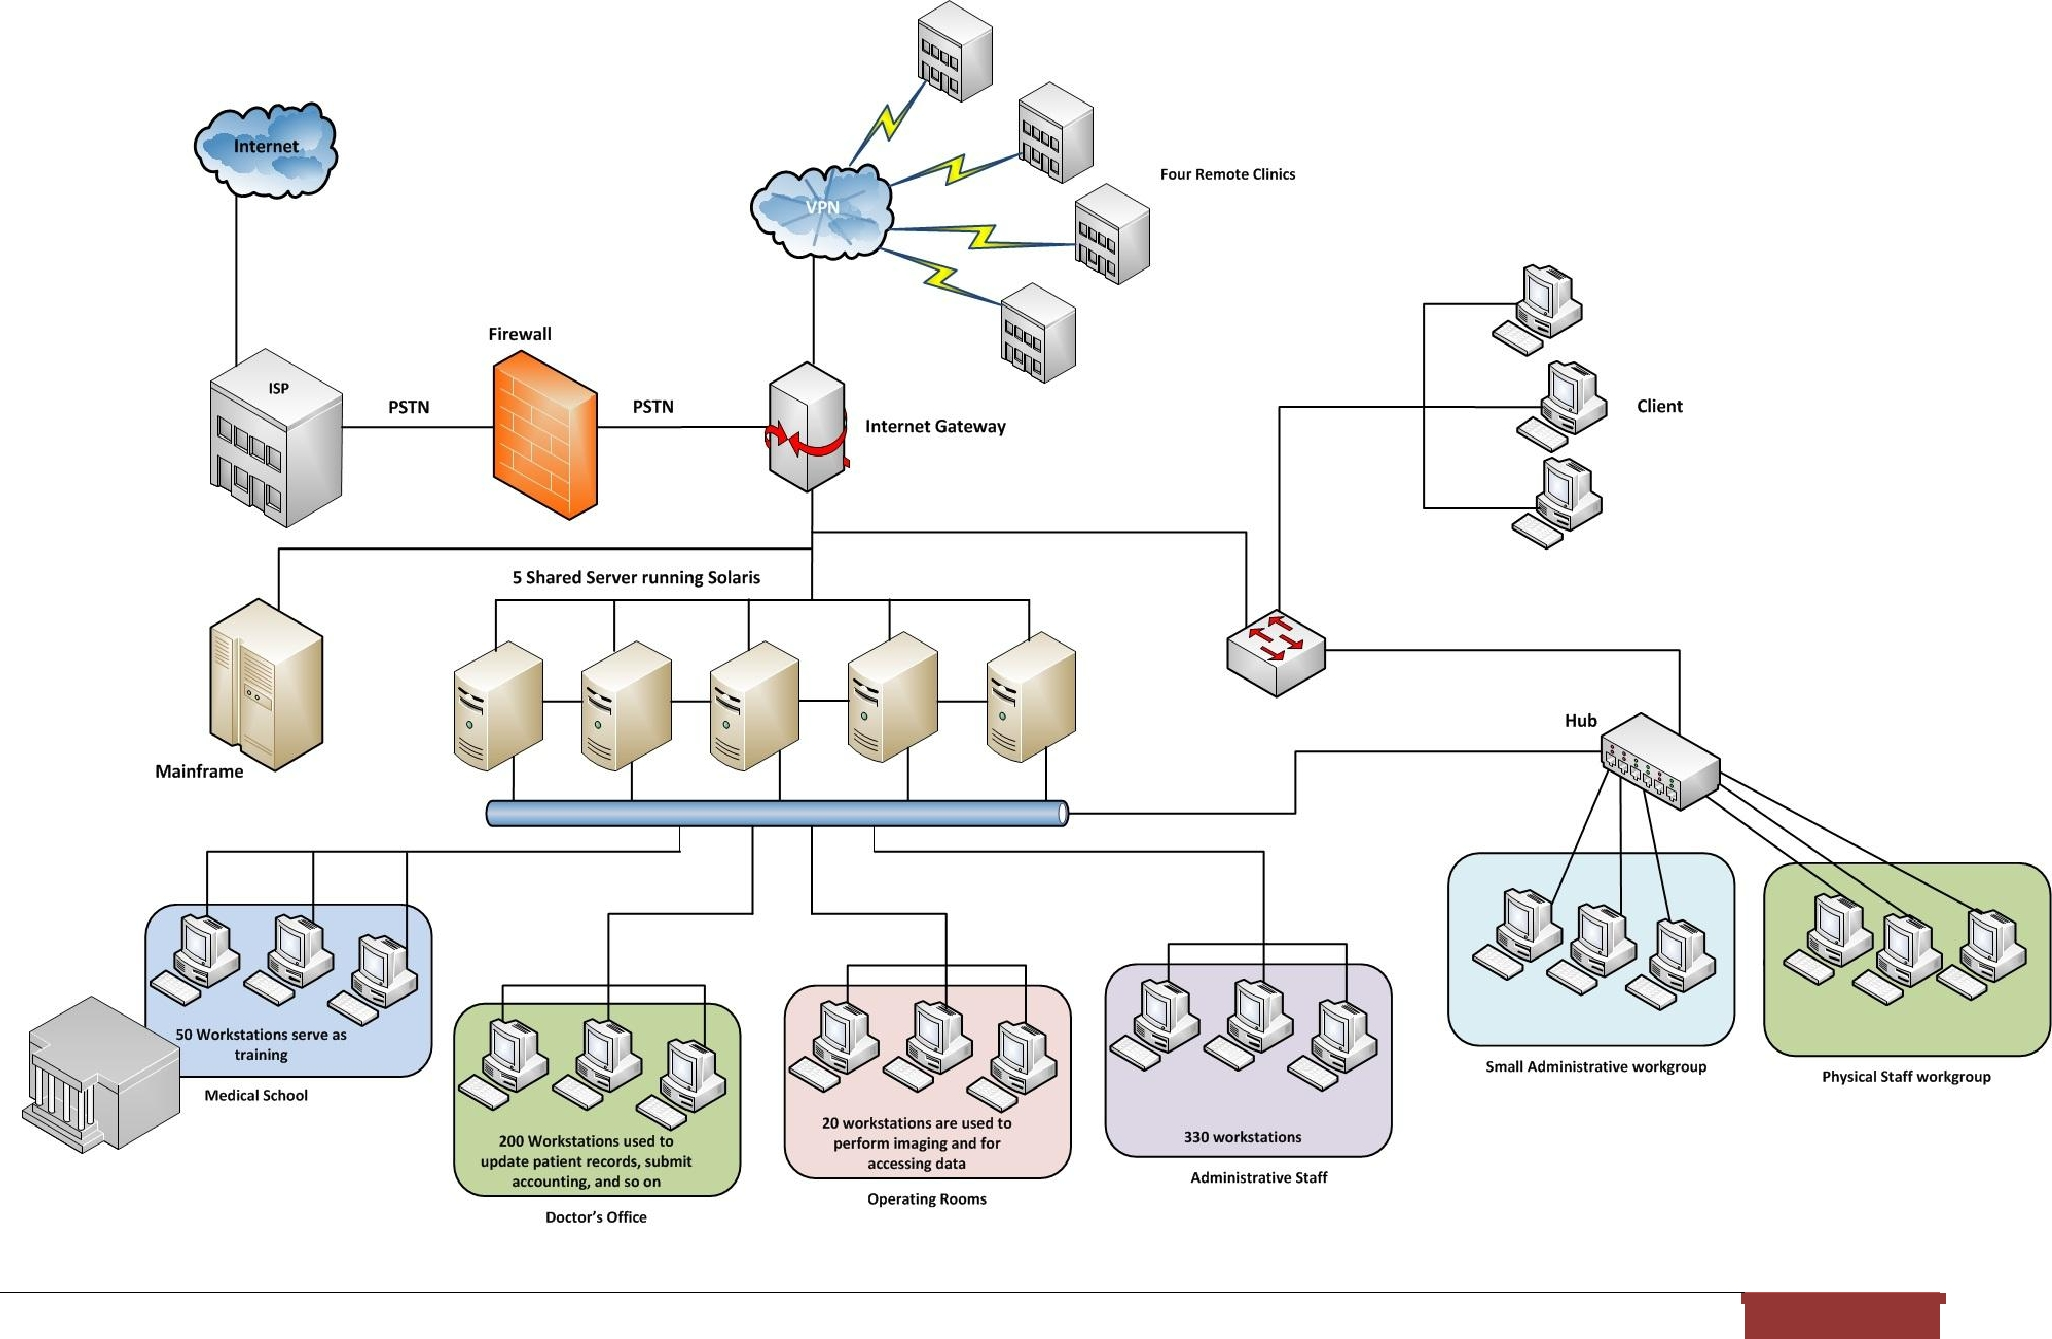 Internet
VPN
Four Remote Clinics
Firewall
ISP
PSTN
PSTN
Internet Gateway
Client
5 Shared Server running Solaris
Mainframe
Hub
50 Workstations serve as
training
Medical School
200 Workstations used to
update patient records, submit
accounting, and so on
Doctor's Office
20 workstations are used to
perform imaging and for
accessing data
Operating Rooms
330 workstations
Administrative Staff
Small Administrative workgroup
Physical Staff workgroup